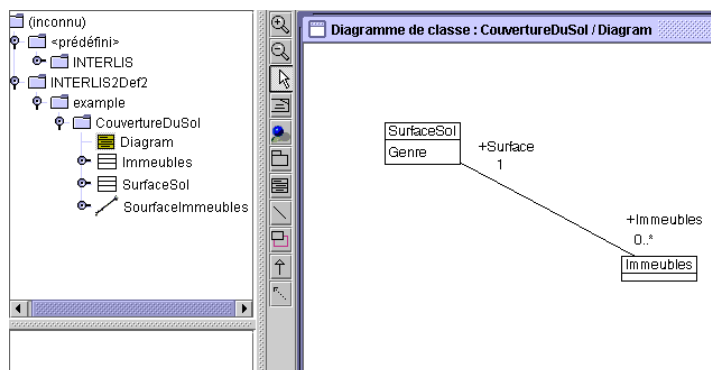 (inconnu)
<prédéfini>
INTERLIS
INTERLIS2Def2
example
CouvertureDuSol
Diagram
Immeubles
SurfaceSol
SourfaceImmeubles
Diagramme de classe : CouvertureDuSol / Diagram
SurfaceSol
Genre
+Surface
1
+Immeubles
0..*
Immeubles